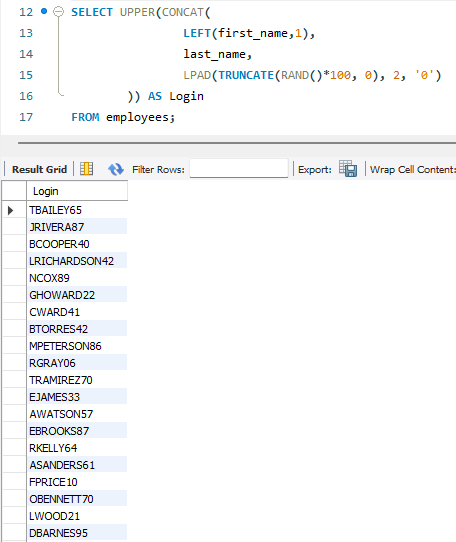 12 SELECT UPPER(CONCAT(
13 LEFT(first_name,1),
14 last_name,
15 LPAD(TRUNCATE(RAND()*100, 0), 2, '0')
16 )) AS Login
17 FROM employees;
Result Grid Filter Rows: Export: Wrap Cell Content:
Login
TBAILEY65
JRIVERA87
BCOOPER40
LRICHARDSON42
NCOX89
GHOWARD22
CWARD41
BTORRES42
MPETERSON86
RGRAY06
TRAMIREZ70
EJAMES33
AWATSON57
EBROOKS87
RKELLY64
ASANDERS61
FPRICE10
OBENNETT70
LWOOD21
DBARNES95